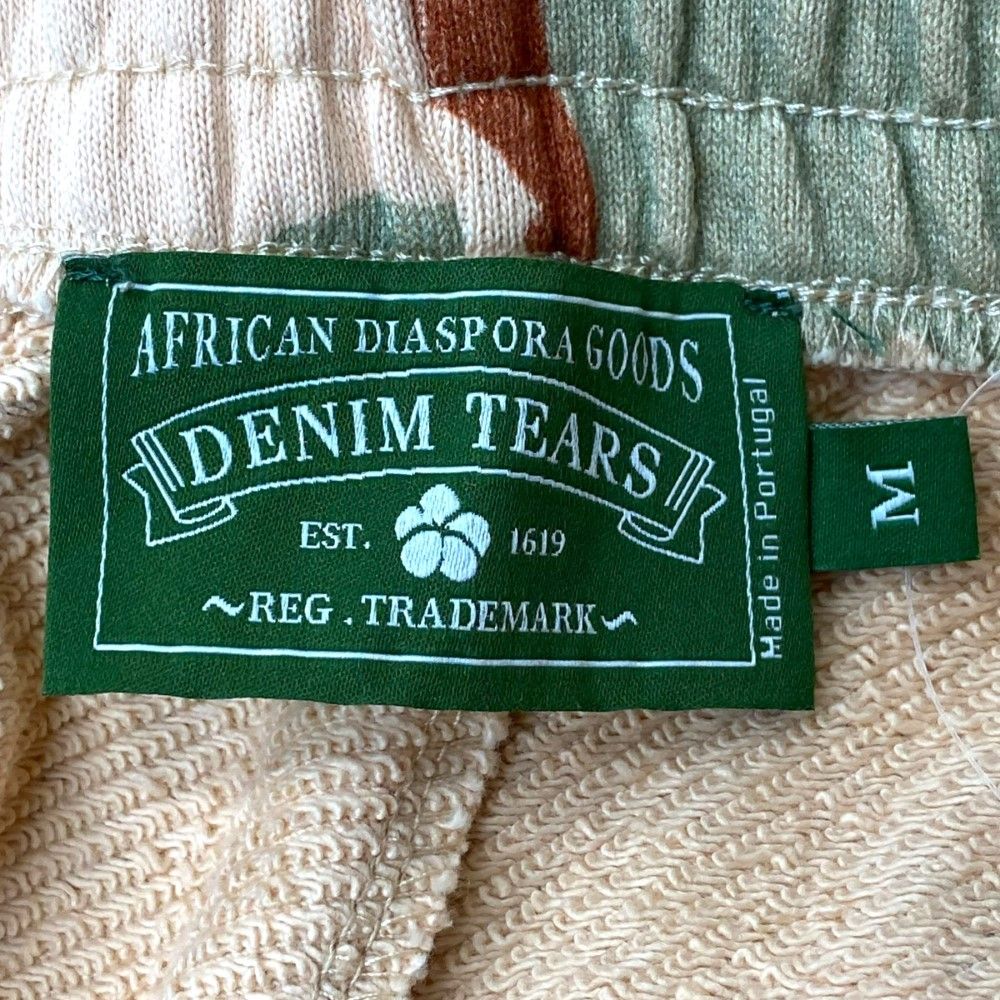 AFRICAN DIASPORA GOODS
DENIM TEARS
EST. 1619
~REG. TRADEMARK~
Made in Portugal
M